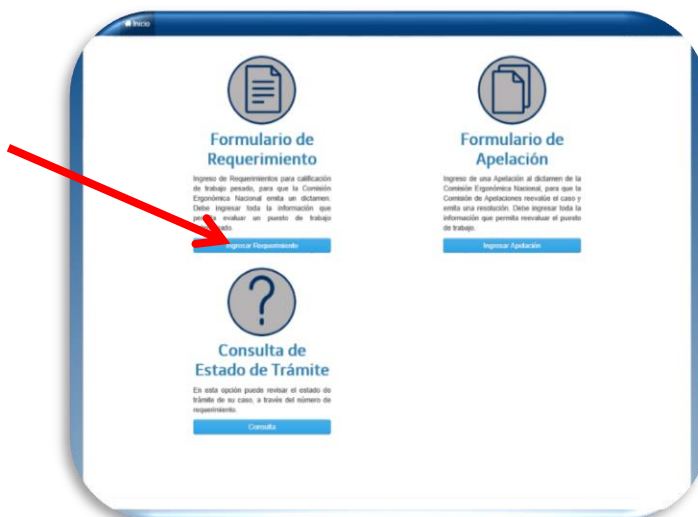 Inicio
Formulario de
Requerimiento
Ingreso de Requerimientos para calificación
de trabajo pesado, para que la Comisión
Ergonómica Nacional emita un dictamen.
Debe ingresar toda la información que
evaluar un puesto de trabajo
Ingresar Requerimiento
Formulario de
Apelación
Ingreso de una Apelación al dictamen de la
Comisión Ergonómica Nacional, para que la
Comisión de Apelaciones reevalúe el caso y
emita una resolución. Debe ingresar toda la
información que permita reevaluar el puesto
de trabajo.
Ingresar Apelación
Consulta de
Estado de Trámite
En esta opción puede revisar el estado de
trámite de su caso, a través del número de
requerimiento.
Consulta